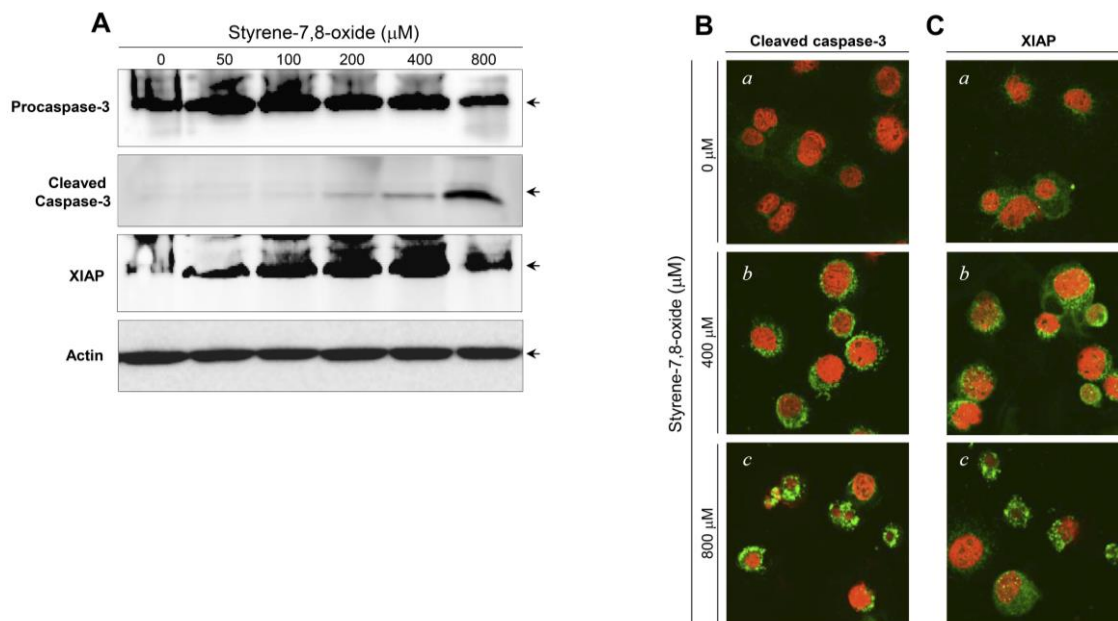 A
Styrene-7,8-oxide (μM)
0 50 100 200 400 800
Procaspase-3
Cleaved
Caspase-3
XIAP
Actin
B
Cleaved caspase-3
C
XIAP
Styrene-7,8-oxide (μM)
0 μM
a
a
400 μM
b
b
800 μM
c
c